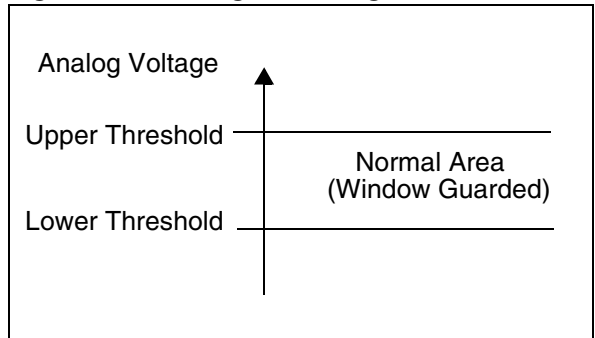 Analog Voltage
Upper Threshold
Normal Area
(Window Guarded)
Lower Threshold